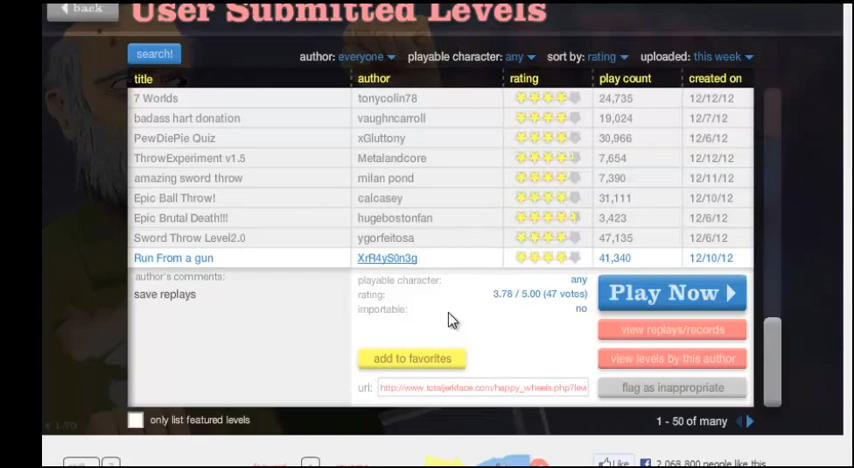 back
User Submitted Levels
search!
author: everyone playable character: any sort by: rating uploaded: this week
title author rating play count created on
7 Worlds tonycolin78 24,735 12/12/12
badass hart donation vaughncarroll 19,024 12/7/12
PewDiePie Quiz xGluttony 30,966 12/6/12
ThrowExperiment v1.5 Metalandcore 7,654 12/12/12
amazing sword throw milan pond 7,390 12/11/12
Epic Ball Throw! calcasey 31,111 12/10/12
Epic Brutal Death!!! hugebostonfan 3,423 12/6/12
Sword Throw Level2.0 ygorfeitosa 47,135 12/6/12
Run From a gun XrR4yS0n3g 41,340 12/10/12
author's comments:
save replays
playable character: any
rating: 3.78 / 5.00 (47 votes)
importable: no
Play Now
view replays/records
add to favorites
view levels by this author
url: http://www.totaljerkface.com/happy_wheels.php?lev
flag as inappropriate
v 1.70
only list featured levels
1 - 50 of many
Like 2,068,800 people like this